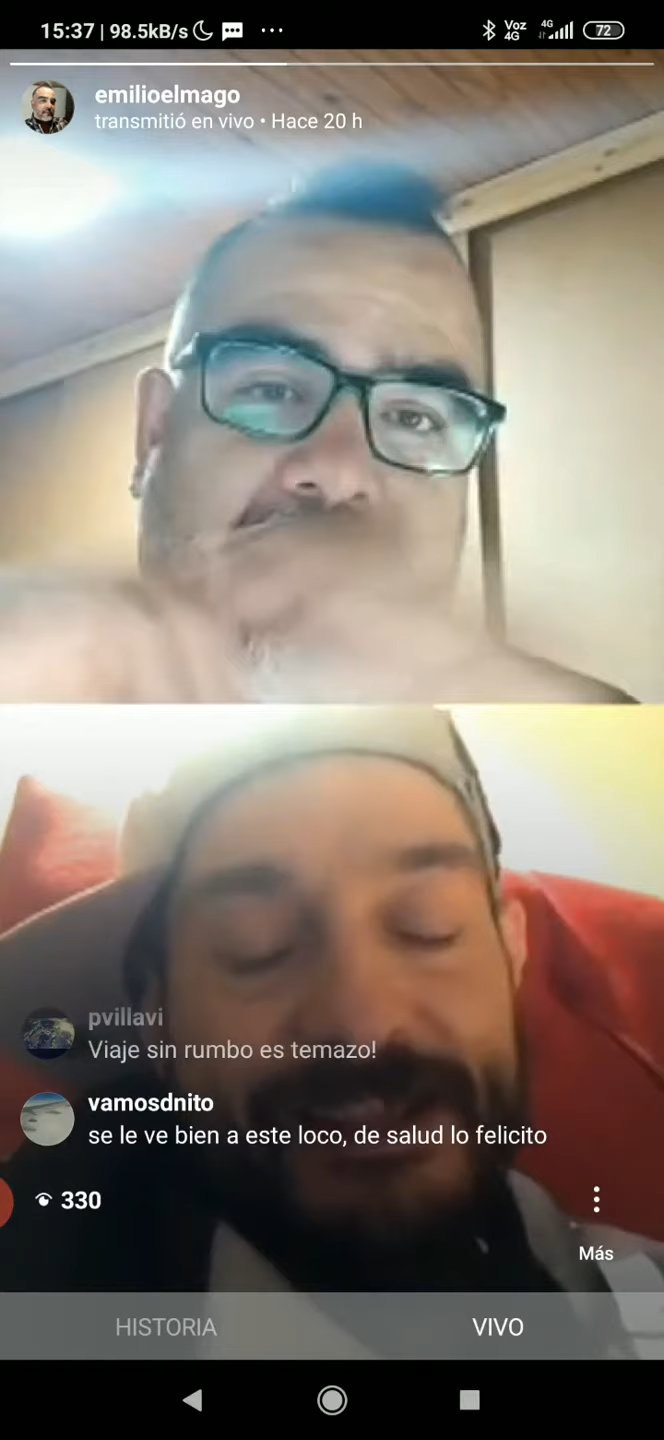 15:37 | 98.5kB/s ...
Voz 4G 4G 72
emilioelmago
transmitió en vivo • Hace 20 h
pvillavi
Viaje sin rumbo es temazo!
vamosdnito
se le ve bien a este loco, de salud lo felicito
330
Más
HISTORIA VIVO